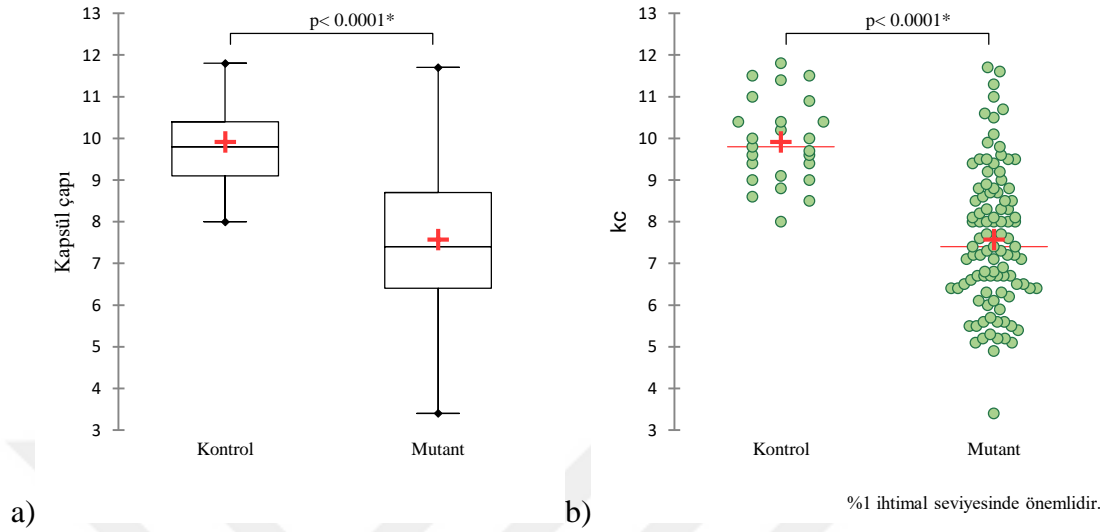 p< 0.0001*
13
12
11
10
9
8
7
6
5
4
3
Kapsül çapı
Kontrol
Mutant
a)
p< 0.0001*
13
12
11
10
9
8
7
6
5
4
3
kc
Kontrol
Mutant
b)
%1 ihtimal seviyesinde önemlidir.